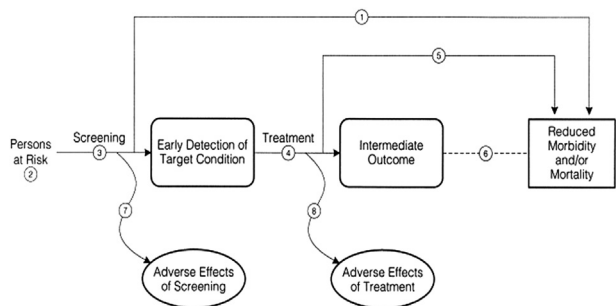 1
5
Persons
at Risk
2
Screening
3
Early Detection of
Target Condition
Treatment
4
Intermediate
Outcome
6
Reduced
Morbidity
and/or
Mortality
7
8
Adverse Effects
of Screening
Adverse Effects
of Treatment